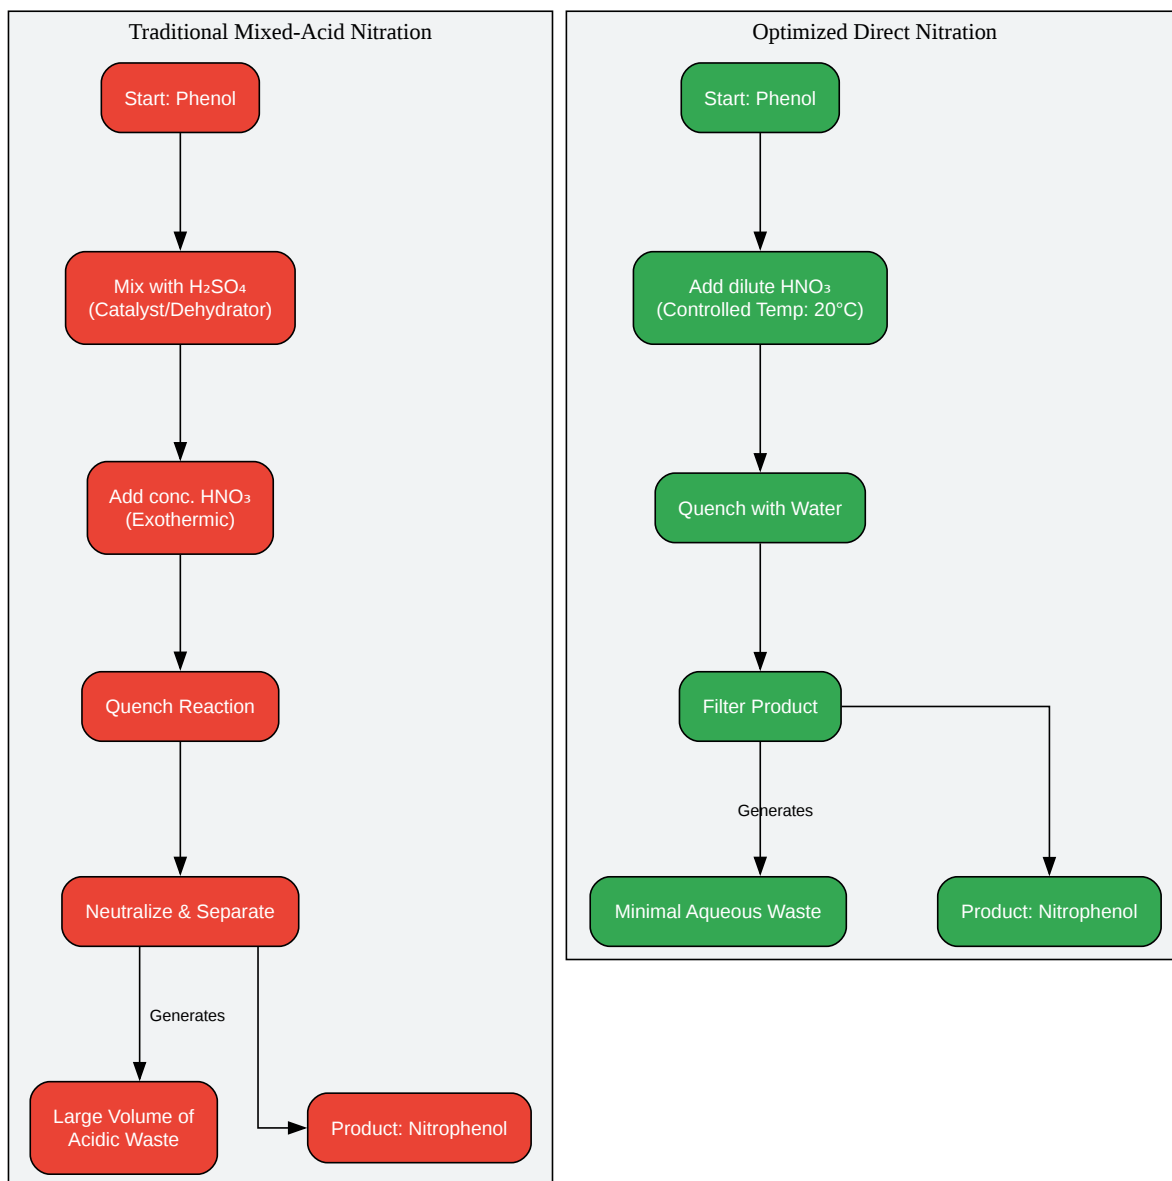 Traditional Mixed-Acid Nitration
Start: Phenol
Mix with H₂SO₄
(Catalyst/Dehydrator)
Add conc. HNO₃
(Exothermic)
Quench Reaction
Neutralize & Separate
Generates
Large Volume of
Acidic Waste
Product: Nitrophenol
Optimized Direct Nitration
Start: Phenol
Add dilute HNO₃
(Controlled Temp: 20°C)
Quench with Water
Filter Product
Generates
Minimal Aqueous Waste
Product: Nitrophenol